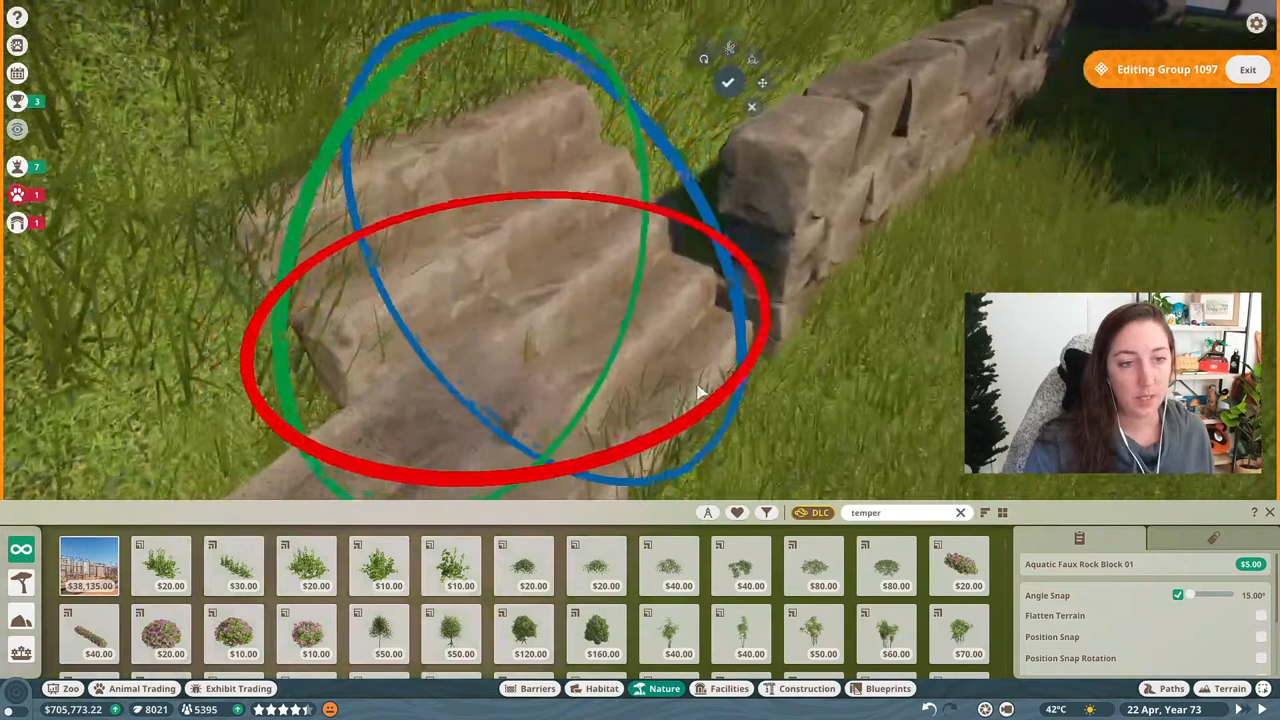 ?
Editing Group 1097 Exit
3
7
1
1
DLC temper ?
$38,135.00 $20.00 $30.00 $20.00 $10.00 $10.00 $20.00 $20.00 $40.00 $40.00 $80.00 $80.00 $20.00
$40.00 $20.00 $10.00 $10.00 $50.00 $50.00 $120.00 $160.00 $40.00 $40.00 $50.00 $60.00 $70.00
Aquatic Faux Rock Block 01 $5.00
Angle Snap 15.00°
Flatten Terrain
Position Snap
Position Snap Rotation
Zoo Animal Trading Exhibit Trading Barriers Habitat Nature Facilities Construction Blueprints Paths Terrain
$705,773.22 8021 5395 42°C 22 Apr, Year 73